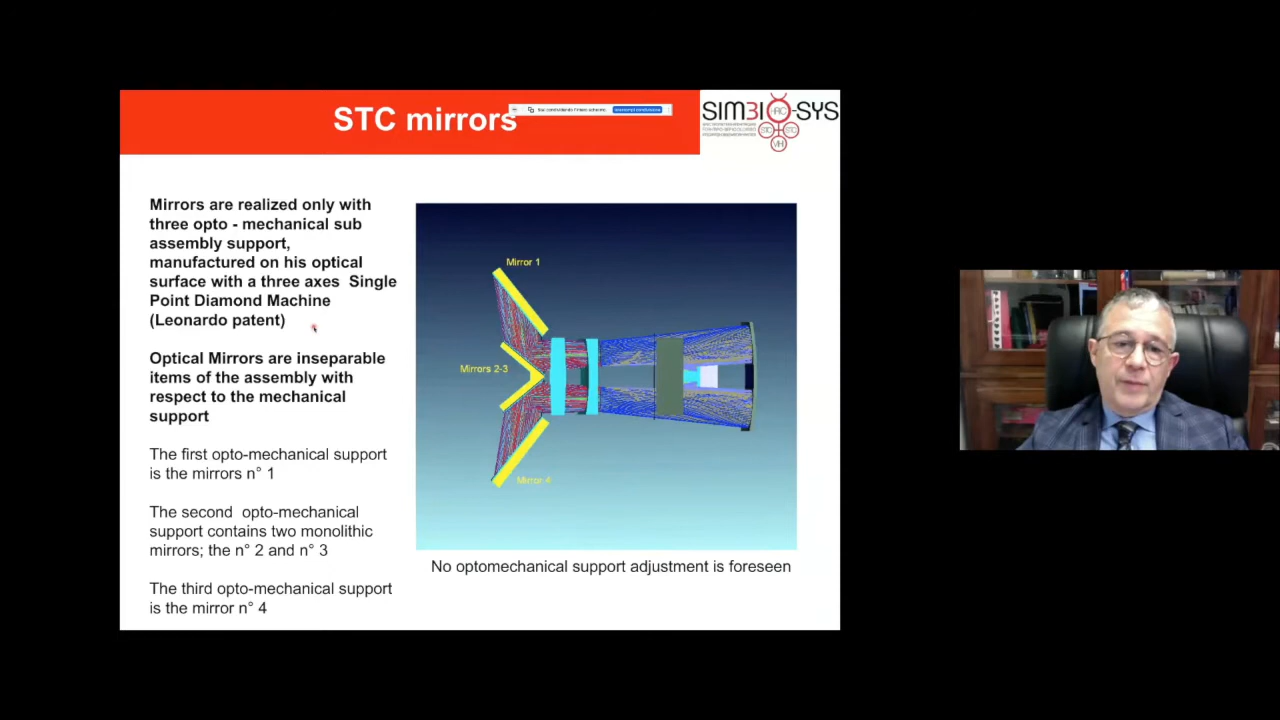 STC mirrors
SIMBIO-SYS
HRIC
STC
STC
VIHI
Mirrors are realized only with
three opto - mechanical sub
assembly support,
manufactured on his optical
surface with a three axes Single
Point Diamond Machine
(Leonardo patent)
Optical Mirrors are inseparable
items of the assembly with
respect to the mechanical
support
The first opto-mechanical support
is the mirrors n° 1
The second opto-mechanical
support contains two monolithic
mirrors; the n° 2 and n° 3
The third opto-mechanical support
is the mirror n° 4
Mirror 1
Mirrors 2-3
Mirror 4
No optomechanical support adjustment is foreseen